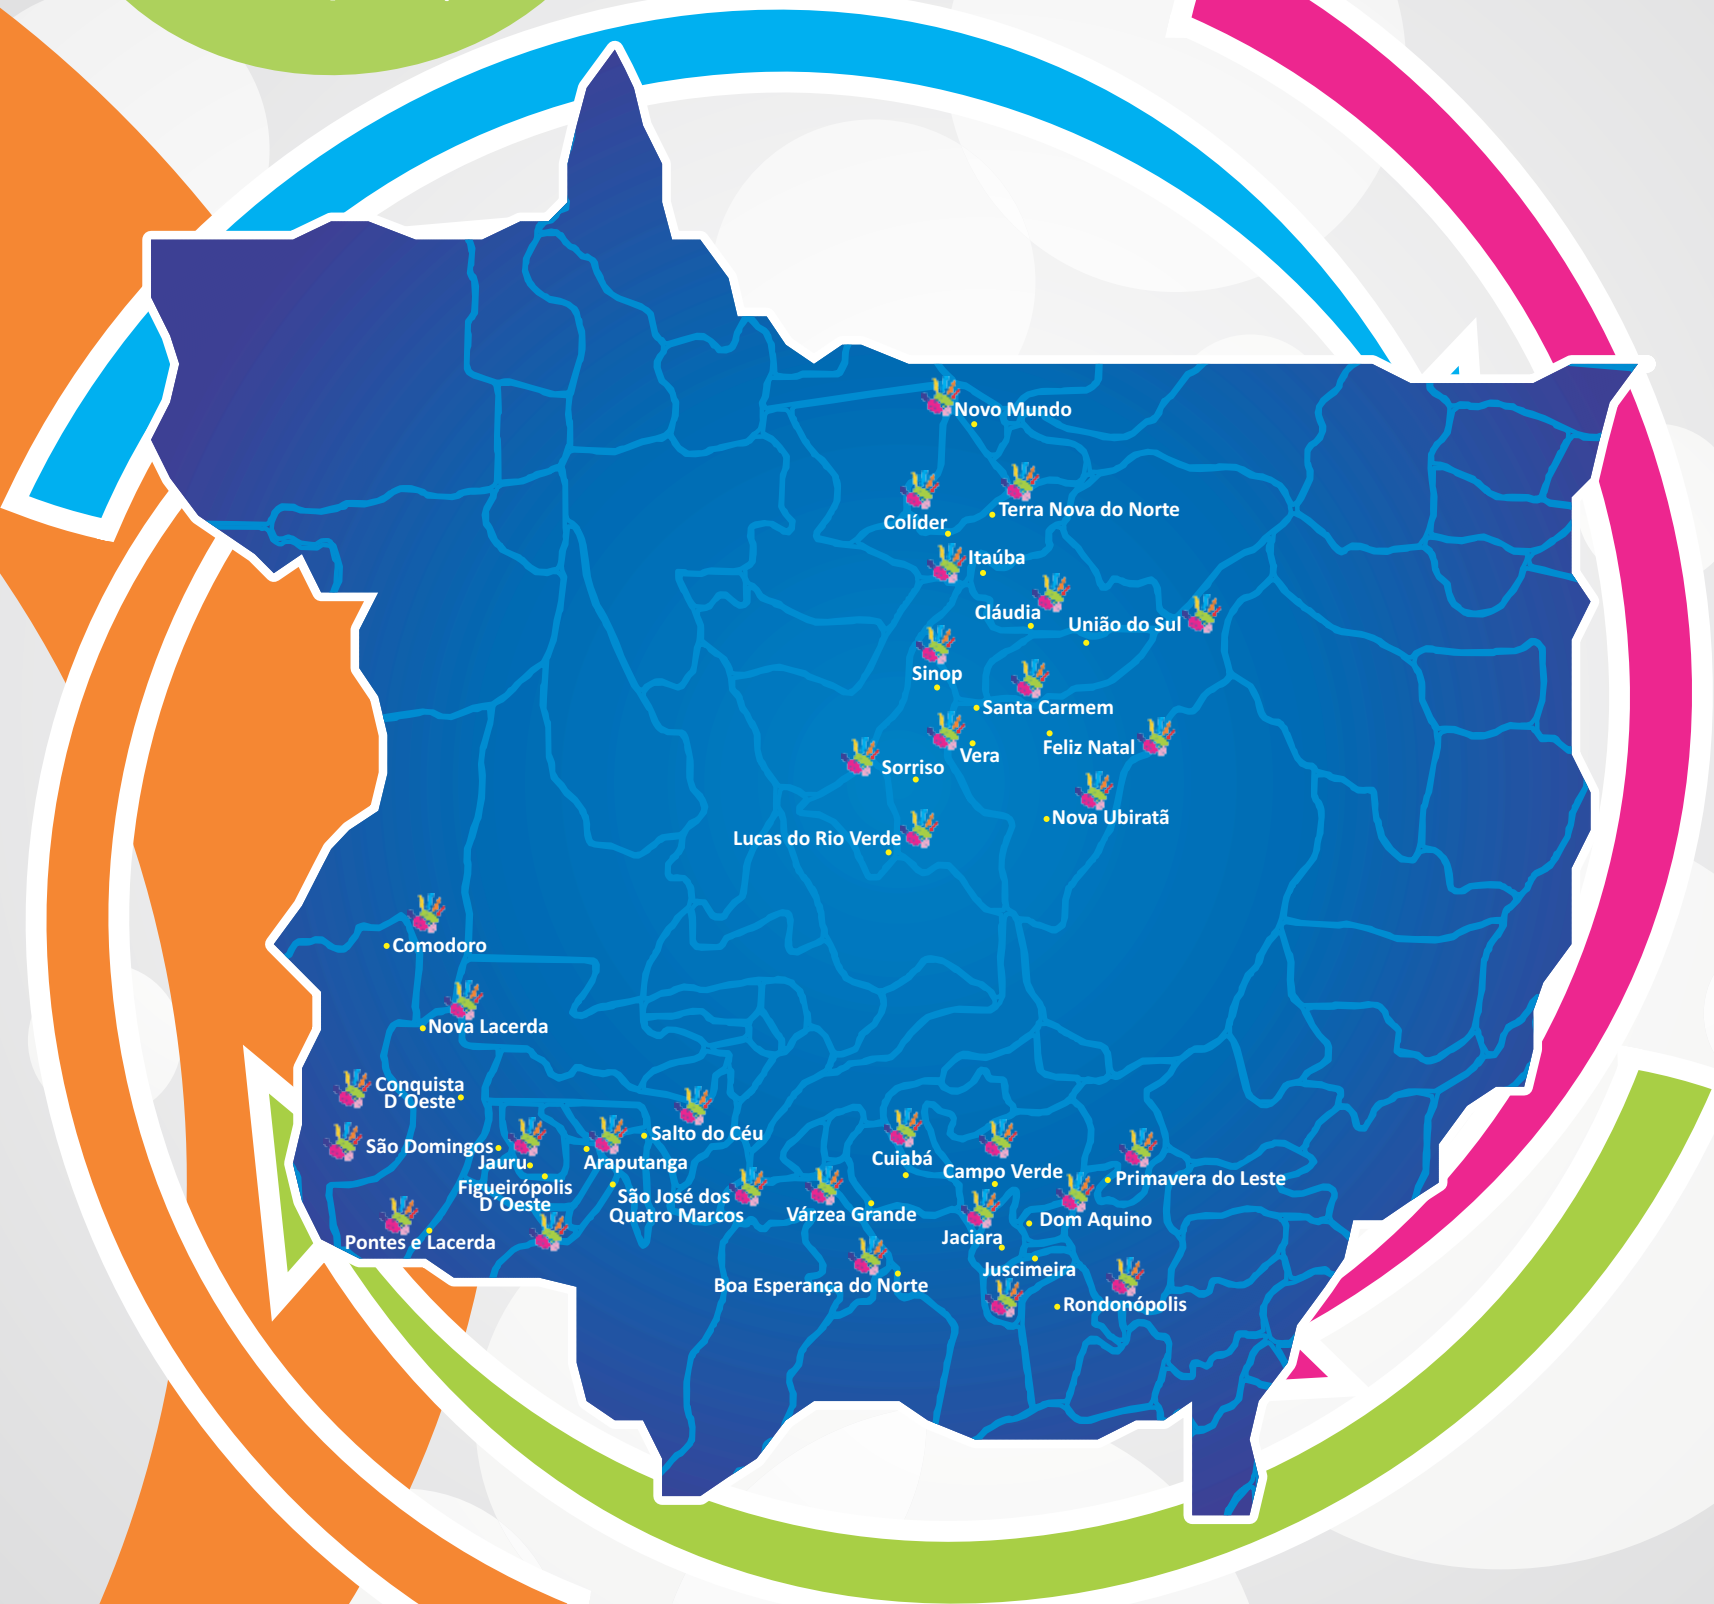 Novo Mundo
Terra Nova do Norte
Colíder
Itaúba
Cláudia
União do Sul
Sinop
Santa Carmem
Feliz Natal
Vera
Sorriso
Nova Ubiratã
Lucas do Rio Verde
Comodoro
Nova Lacerda
Conquista
D´Oeste
São Domingos
Jauru
Figueirópolis
D´Oeste
Pontes e Lacerda
Araputanga
Salto do Céu
São José dos
Quatro Marcos
Várzea Grande
Cuiabá
Campo Verde
Primavera do Leste
Dom Aquino
Jaciara
Juscimeira
Boa Esperança do Norte
Rondonópolis